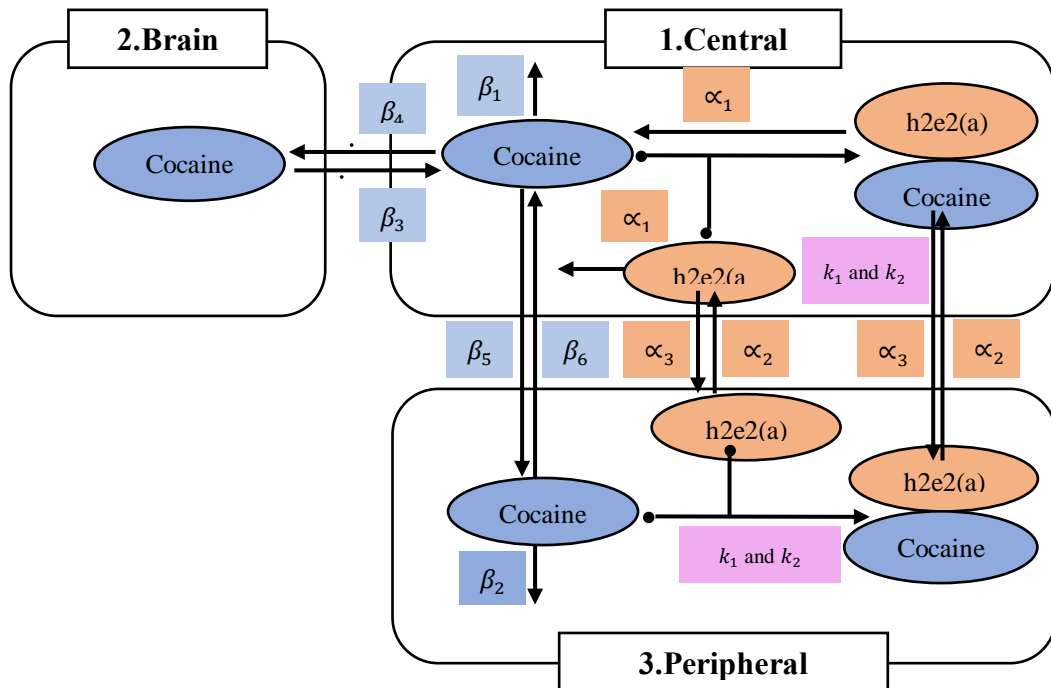 2.Brain
1.Central
β₁
∝₁
β₄
h2e2(a)
Cocaine
Cocaine
Cocaine
β₃
∝₁
h2e2(a
k₁ and k₂
β₅
β₆
∝₃
∝₂
∝₃
∝₂
h2e2(a)
h2e2(a)
Cocaine
Cocaine
k₁ and k₂
β₂
3.Peripheral